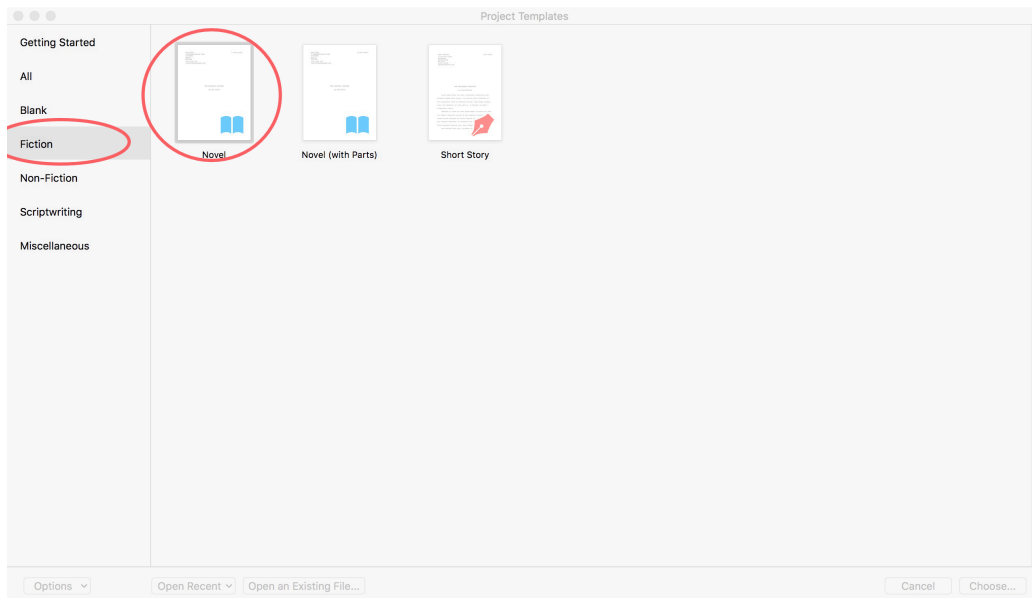 Project Templates
Getting Started
All
Blank
Fiction
Non-Fiction
Scriptwriting
Miscellaneous
Novel
Novel (with Parts)
Short Story
Options
Open Recent
Open an Existing File...
Cancel
Choose...